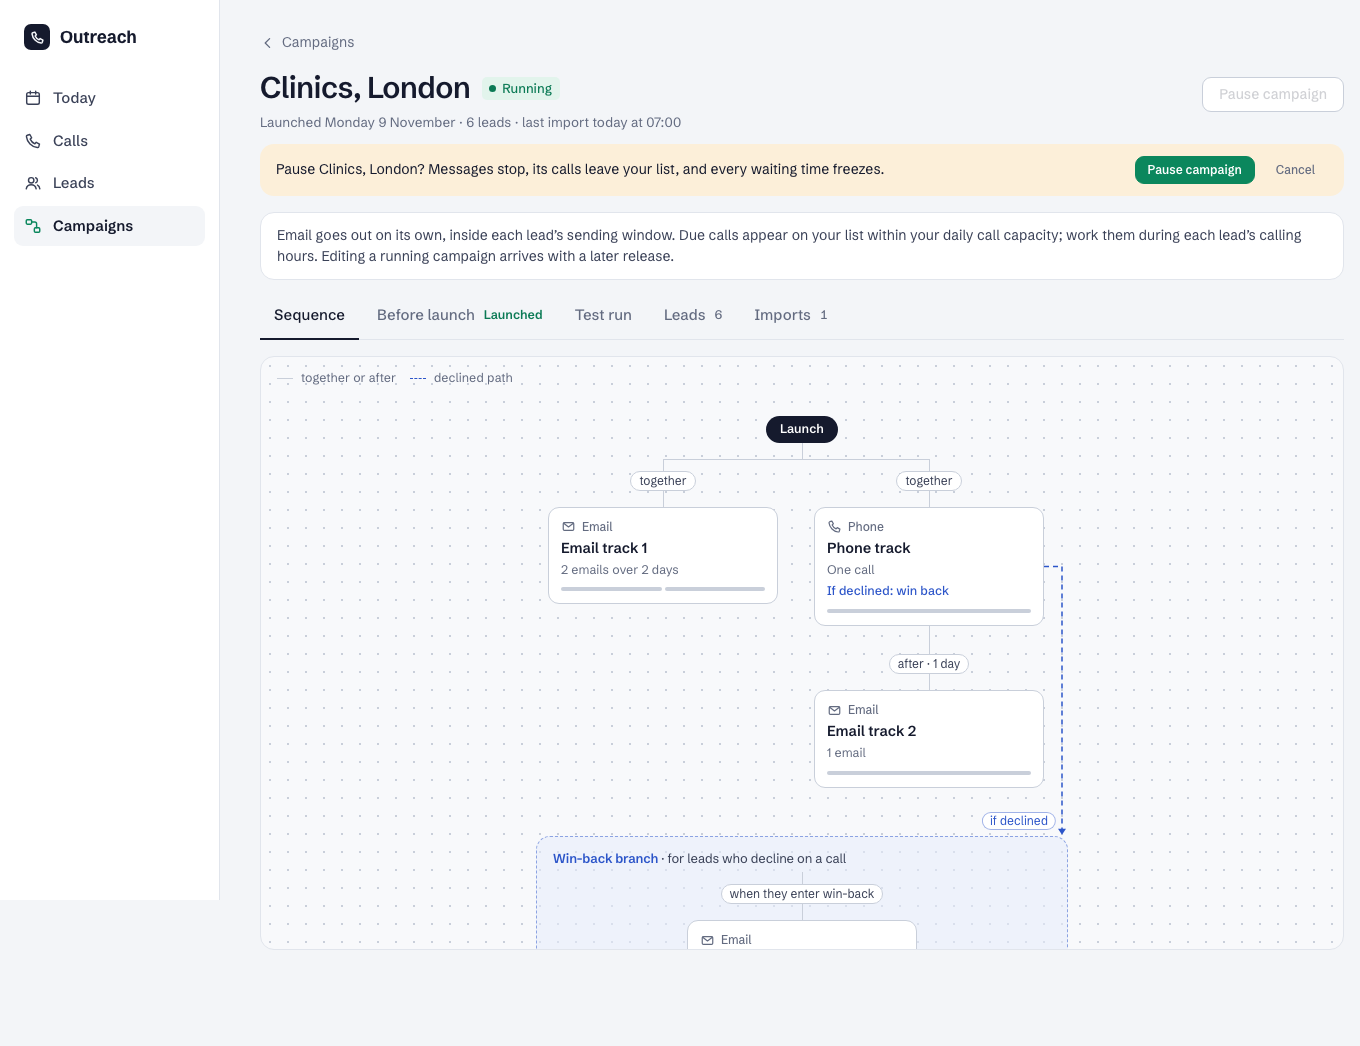 Outreach
Today
Calls
Leads
Campaigns
Campaigns
Clinics, London
Running
Pause campaign
Launched Monday 9 November · 6 leads · last import today at 07:00
Pause Clinics, London? Messages stop, its calls leave your list, and every waiting time freezes.
Pause campaign
Cancel
Email goes out on its own, inside each lead’s sending window. Due calls appear on your list within your daily call capacity; work them during each lead’s calling
hours. Editing a running campaign arrives with a later release.
Sequence
Before launch Launched
Test run
Leads 6
Imports 1
together or after
declined path
Launch
together
together
Email
Email track 1
2 emails over 2 days
Phone
Phone track
One call
If declined: win back
after · 1 day
Email
Email track 2
1 email
if declined
Win-back branch · for leads who decline on a call
when they enter win-back
Email